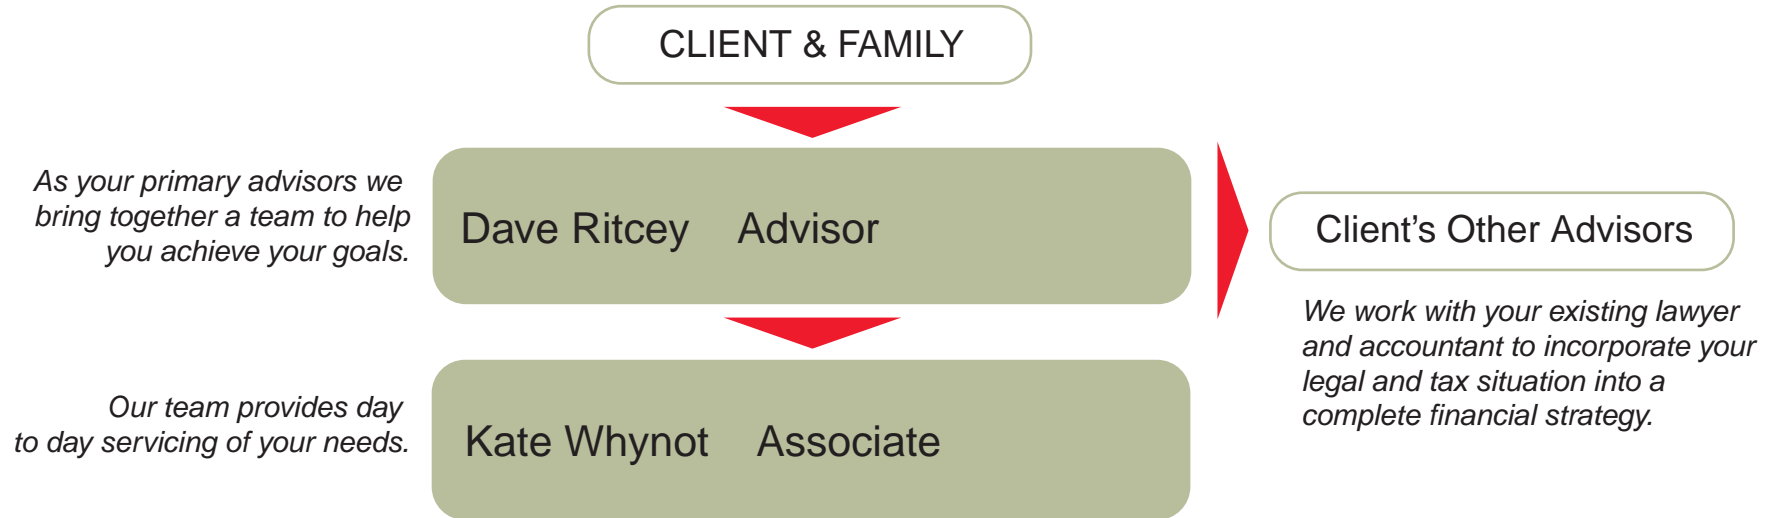 CLIENT & FAMILY
As your primary advisors we
bring together a team to help
you achieve your goals.
Dave Ritcey Advisor
Client's Other Advisors
We work with your existing lawyer
and accountant to incorporate your
legal and tax situation into a
complete financial strategy.
Our team provides day
to day servicing of your needs.
Kate Whynot Associate